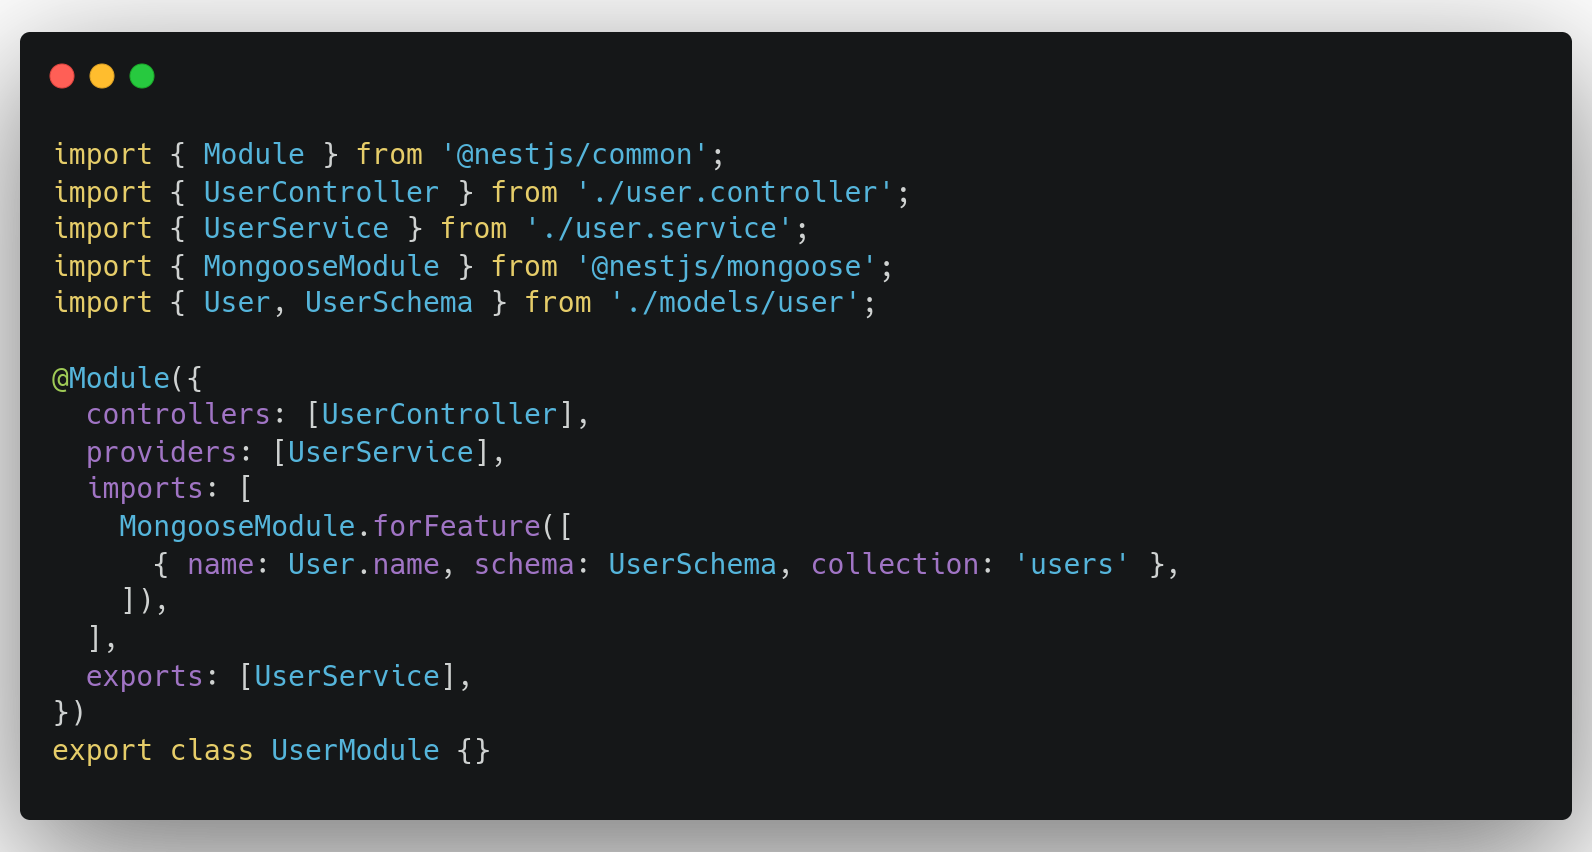 import { Module } from '@nestjs/common';
import { UserController } from './user.controller';
import { UserService } from './user.service';
import { MongooseModule } from '@nestjs/mongoose';
import { User, UserSchema } from './models/user';

@Module({
  controllers: [UserController],
  providers: [UserService],
  imports: [
    MongooseModule.forFeature([
      { name: User.name, schema: UserSchema, collection: 'users' },
    ]),
  ],
  exports: [UserService],
})
export class UserModule {}